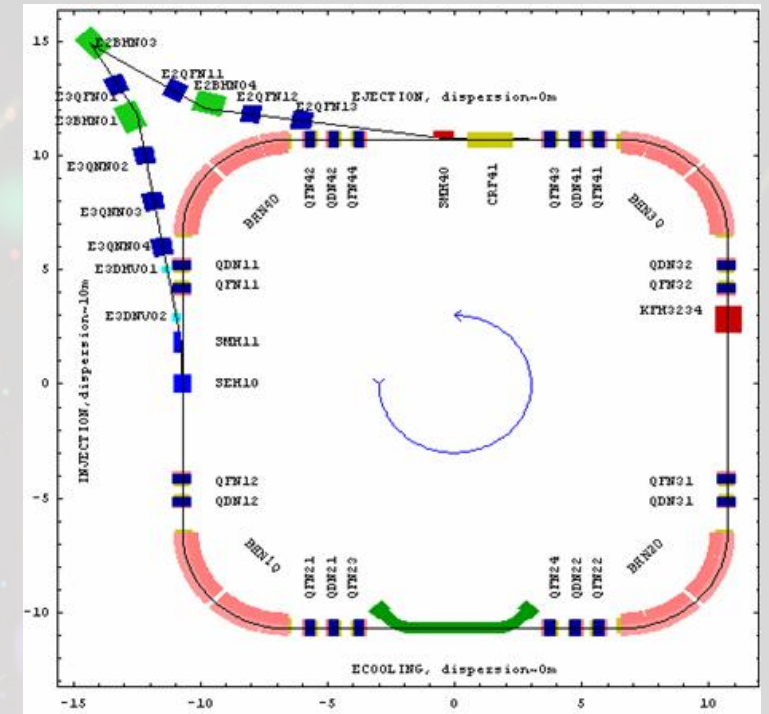 15
E2BHN03
E2QFN11
E2BHN04
E3QFN01
E2QFN12
EJECTION, dispersion~0m
E2QFN13
E3BHN01
10
E3QNN02
QFN42
QDN42
QFN44
SMH40
CRF41
QFN43
QDN41
QFN41
BHN40
BHN30
E3QNN03
E3QNN04
5
E3DHV01
QDN11
QDN32
QFN11
QFN32
E3DNV02
KFH3234
SMH11
INJECTION, dispersion~10m
0
SEH10
QFN12
QFN31
-5
QDN12
QDN31
BHN10
BHN20
QFN21
QDN21
QFN23
QFN24
QDN22
QFN22
-10
ECOOLING, dispersion~0m
-15 -10 -5 0 5 10